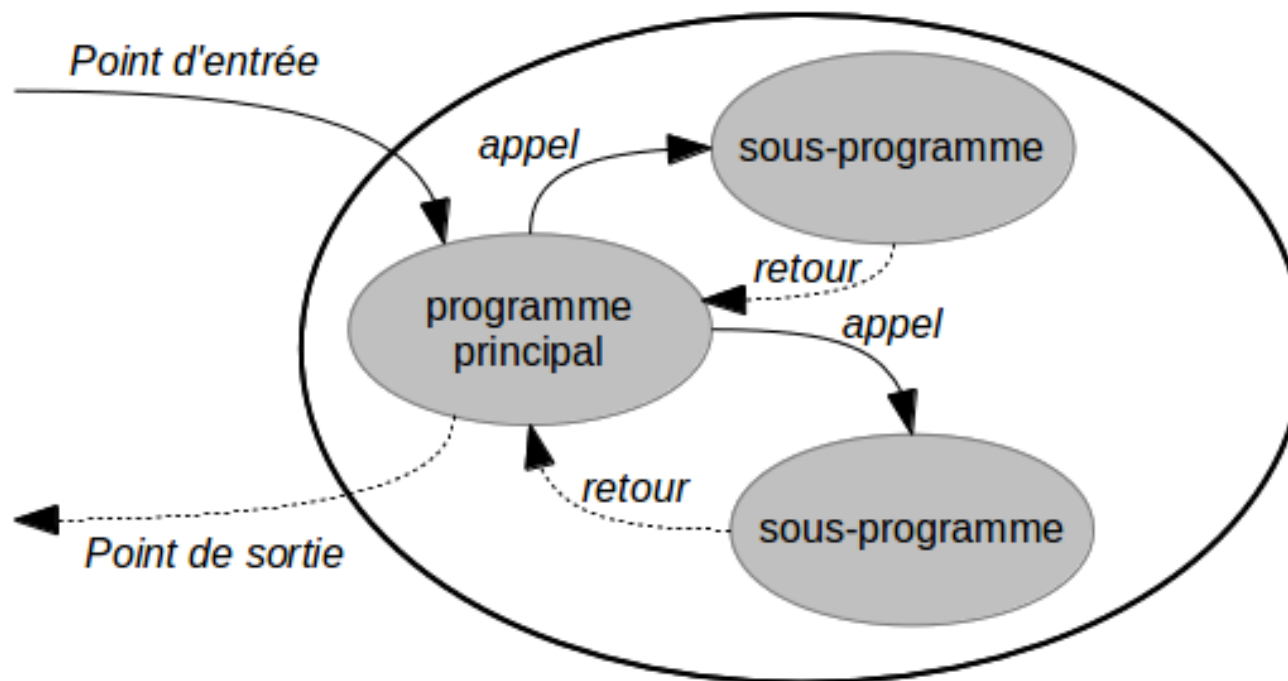 Point d'entrée
appel
sous-programme
retour
programme
principal
appel
retour
sous-programme
Point de sortie